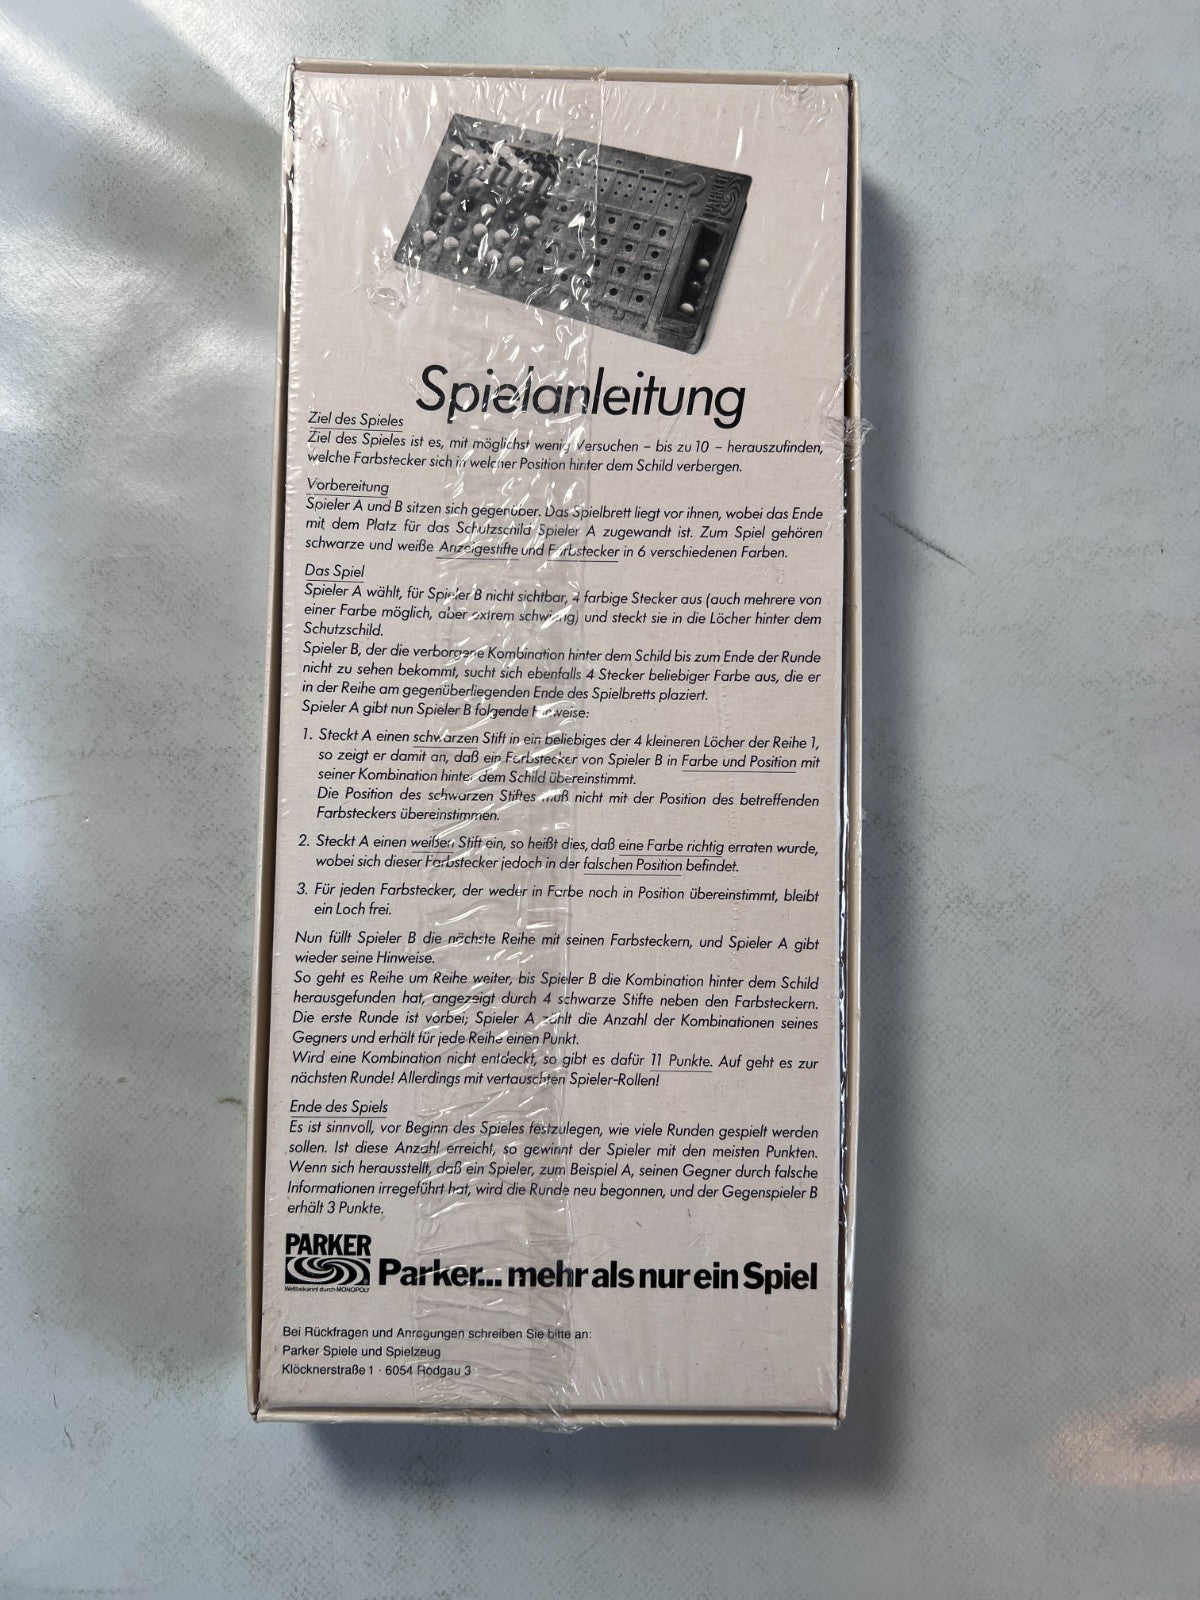 PARKER
Spielanleitung
Ziel des Spieles
Ziel des Spieles ist es, mit möglichst wenig Versuchen – bis zu 10 – herauszufinden,
welche Farbstecker sich in welcher Position hinter dem Schild verbergen.
Vorbereitung
Spieler A und B sitzen sich gegenüber. Das Spielbrett liegt vor ihnen, wobei das Ende
mit dem Platz für das Schutzschild Spieler A zugewandt ist. Zum Spiel gehören
schwarze und weiße Anzeigestifte und Farbstecker in 6 verschiedenen Farben.
Das Spiel
Spieler A wählt, für Spieler B nicht sichtbar, 4 farbige Stecker aus (auch mehrere von
einer Farbe möglich, aber extrem schwierig) und steckt sie in die Löcher hinter dem
Schutzschild.
Spieler B, der die verborgene Kombination hinter dem Schild bis zum Ende der Runde
nicht zu sehen bekommt, sucht sich ebenfalls 4 Stecker beliebiger Farbe aus, die er
in der Reihe am gegenüberliegenden Ende des Spielbretts plaziert.
Spieler A gibt nun Spieler B folgende Hinweise:
1. Steckt A einen schwarzen Stift in ein beliebiges der 4 kleineren Löcher der Reihe 1,
so zeigt er damit an, daß ein Farbstecker von Spieler B in Farbe und Position mit
seiner Kombination hinter dem Schild übereinstimmt.
Die Position des schwarzen Stiftes muß nicht mit der Position des betreffenden
Farbsteckers übereinstimmen.
2. Steckt A einen weißen Stift ein, so heißt dies, daß eine Farbe richtig erraten wurde,
wobei sich dieser Farbstecker jedoch in der falschen Position befindet.
3. Für jeden Farbstecker, der weder in Farbe noch in Position übereinstimmt, bleibt
ein Loch frei.
Nun füllt Spieler B die nächste Reihe mit seinen Farbsteckern, und Spieler A gibt
wieder seine Hinweise.
So geht es Reihe um Reihe weiter, bis Spieler B die Kombination hinter dem Schild
herausgefunden hat, angezeigt durch 4 schwarze Stifte neben den Farbsteckern.
Die erste Runde ist vorbei; Spieler A zählt die Anzahl der Kombinationen seines
Gegners und erhält für jede Reihe einen Punkt.
Wird eine Kombination nicht entdeckt, so gibt es dafür 11 Punkte. Auf geht es zur
nächsten Runde! Allerdings mit vertauschten Spieler-Rollen!
Ende des Spiels
Es ist sinnvoll, vor Beginn des Spieles festzulegen, wie viele Runden gespielt werden
sollen. Ist diese Anzahl erreicht, so gewinnt der Spieler mit den meisten Punkten.
Wenn sich herausstellt, daß ein Spieler, zum Beispiel A, seinen Gegner durch falsche
Informationen irregeführt hat, wird die Runde neu begonnen, und der Gegenspieler B
erhält 3 Punkte.
PARKER
Weltbekannt durch MONOPOLY
Parker... mehr als nur ein Spiel
Bei Rückfragen und Anregungen schreiben Sie bitte an:
Parker Spiele und Spielzeug
Klöcknerstraße 1 · 6054 Rodgau 3